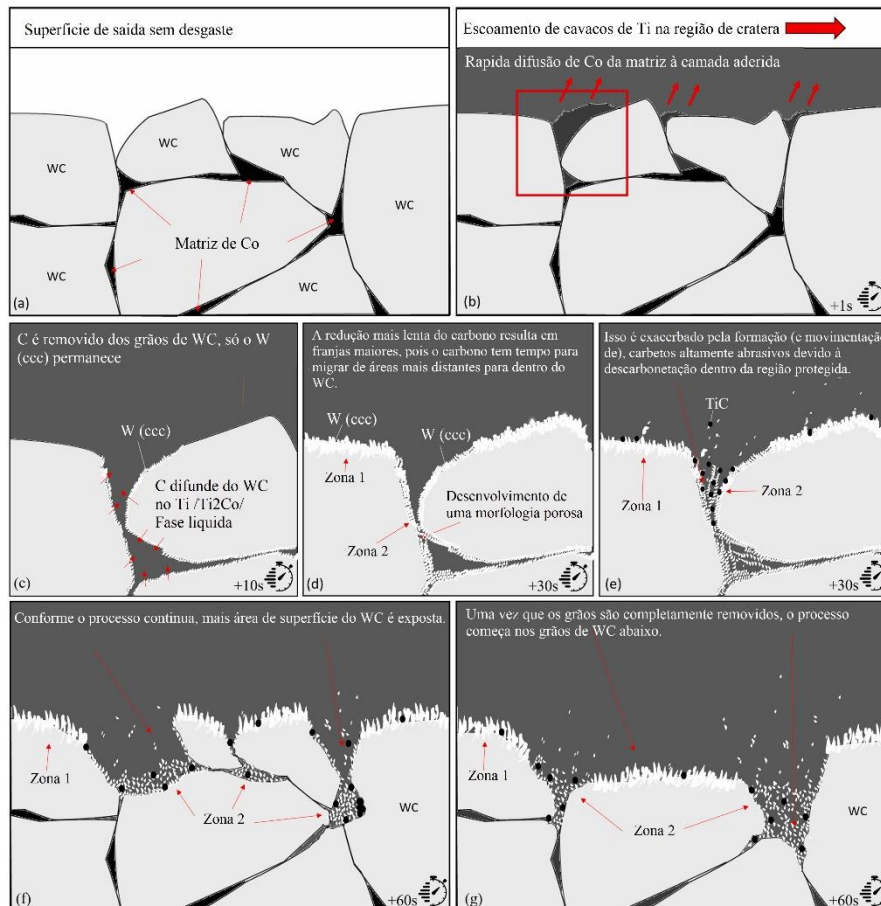 Superficie de saida sem desgaste
WC
WC
WC
WC
Matriz de Co
WC
WC
(a)
Escoamento de cavacos de Ti na região de cratera
Rapida difusão de Co da matriz à camada aderida
(b)
+1s
C é removido dos grãos de WC, só o W
(ccc) permanece
W (ccc)
C difunde do WC
no Ti /Ti2Co/
Fase liquida
(c)
+10s
A redução mais lenta do carbono resulta em
franjas maiores, pois o carbono tem tempo para
migrar de áreas mais distantes para dentro do
WC.
W (ccc)
W (ccc)
Zona 1
Desenvolvimento de
uma morfologia porosa
Zona 2
(d)
+30s
Isso é exacerbado pela formação (e movimentação
de), carbetos altamente abrasivos devido à
descarbonetação dentro da região protegida.
TiC
Zona 1
Zona 2
(e)
+30s
Conforme o processo continua, mais área de superfície do WC é exposta.
Zona 1
Zona 2
WC
(f)
+60s
Uma vez que os grãos são completamente removidos, o processo
começa nos grãos de WC abaixo.
Zona 1
Zona 2
WC
(g)
+60s